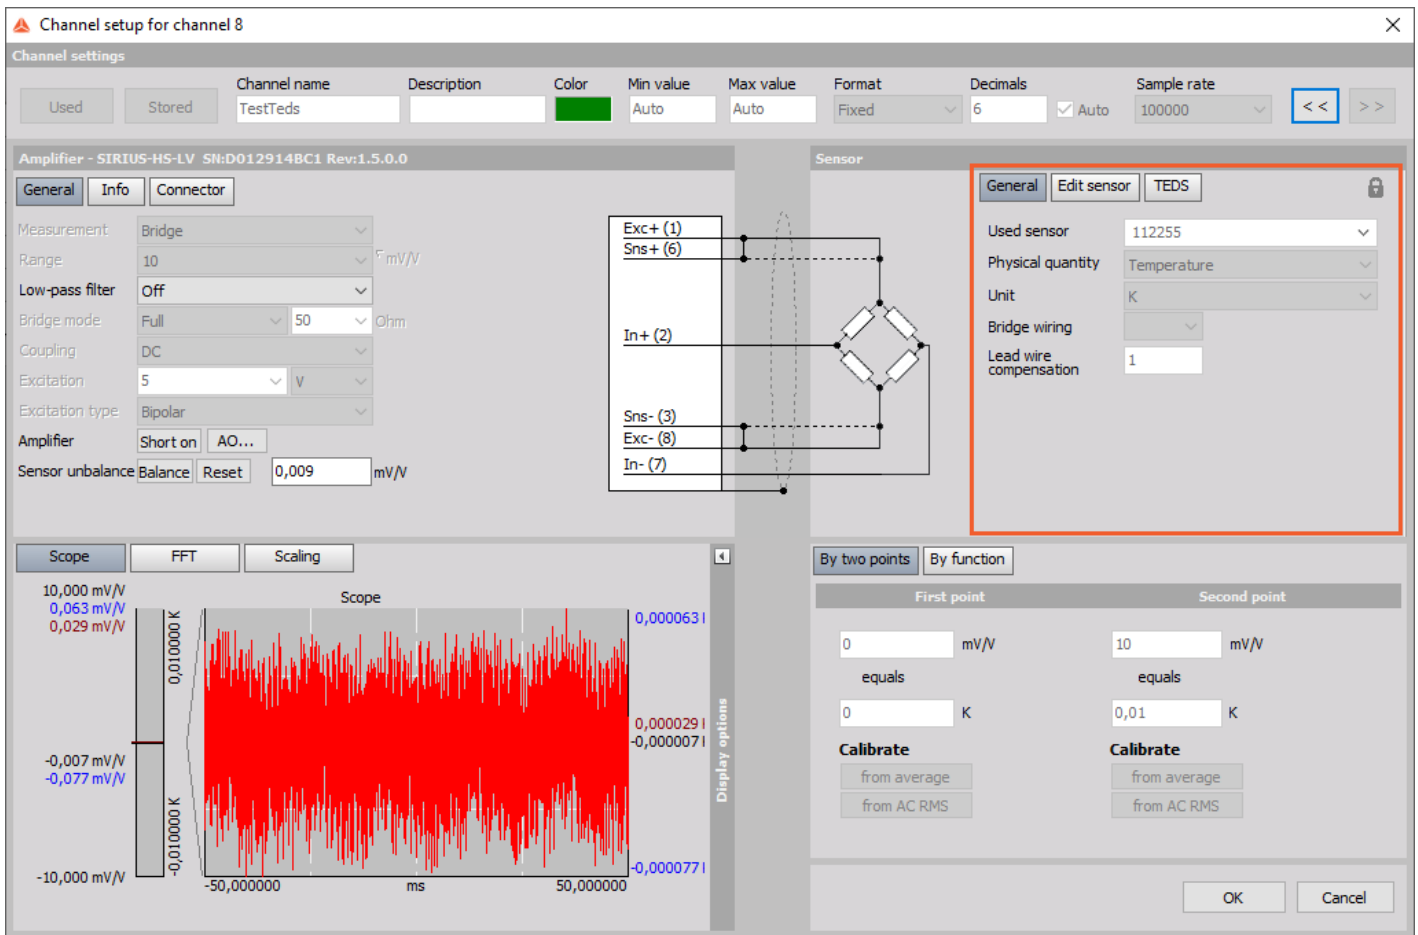 Channel setup for channel 8
Channel settings
Used
Stored
Channel name
TestTeds
Description
Color
Min value
Auto
Max value
Auto
Format
Fixed
Decimals
6
Auto
Sample rate
100000
<<
>>
Amplifier - SIRIUS-HS-LV SN:D012914BC1 Rev:1.5.0.0
General Info Connector
Measurement Bridge
Range 10 mV/V
Low-pass filter Off
Bridge mode Full 50 Ohm
Coupling DC
Excitation 5 V
Excitation type Bipolar
Amplifier Short on AO...
Sensor unbalance Balance Reset 0,009 mV/V
Exc+ (1)
Sns+ (6)
In+ (2)
Sns- (3)
Exc- (8)
In- (7)
Sensor
General Edit sensor TEDS
Used sensor 112255
Physical quantity Temperature
Unit K
Bridge wiring
Lead wire
compensation 1
Scope FFT Scaling
Scope
10,000 mV/V
0,063 mV/V
0,029 mV/V
-0,007 mV/V
-0,077 mV/V
-10,000 mV/V
0,010000 K
-0,010000 K
0,000063
0,000029
-0,000007
-0,000077
-50,000000 ms 50,000000
Display options
By two points By function
First point
0 mV/V
equals
0 K
Calibrate
from average
from AC RMS
Second point
10 mV/V
equals
0,01 K
Calibrate
from average
from AC RMS
OK Cancel